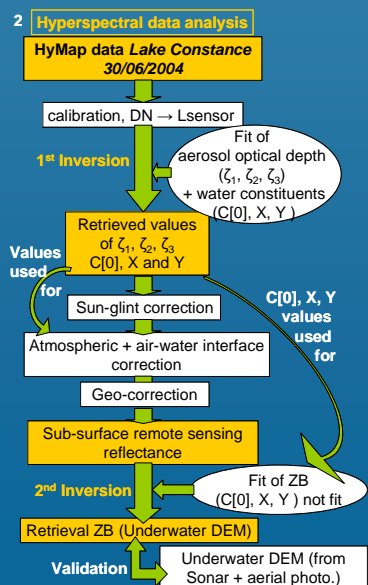 2 Hyperspectral data analysis
HyMap data Lake Constance
30/06/2004
calibration, DN → Lsensor
1st Inversion
Fit of
aerosol optical depth
(ζ1, ζ2, ζ3)
+ water constituents
(C[0], X, Y )
Retrieved values
of ζ1, ζ2, ζ3
C[0], X and Y
Values
used
for
Sun-glint correction
C[0], X, Y
values
used
for
Atmospheric + air-water interface
correction
Geo-correction
Sub-surface remote sensing
reflectance
2nd Inversion
Fit of ZB
(C[0], X, Y ) not fit
Retrieval ZB (Underwater DEM)
Validation
Underwater DEM (from
Sonar + aerial photo.)